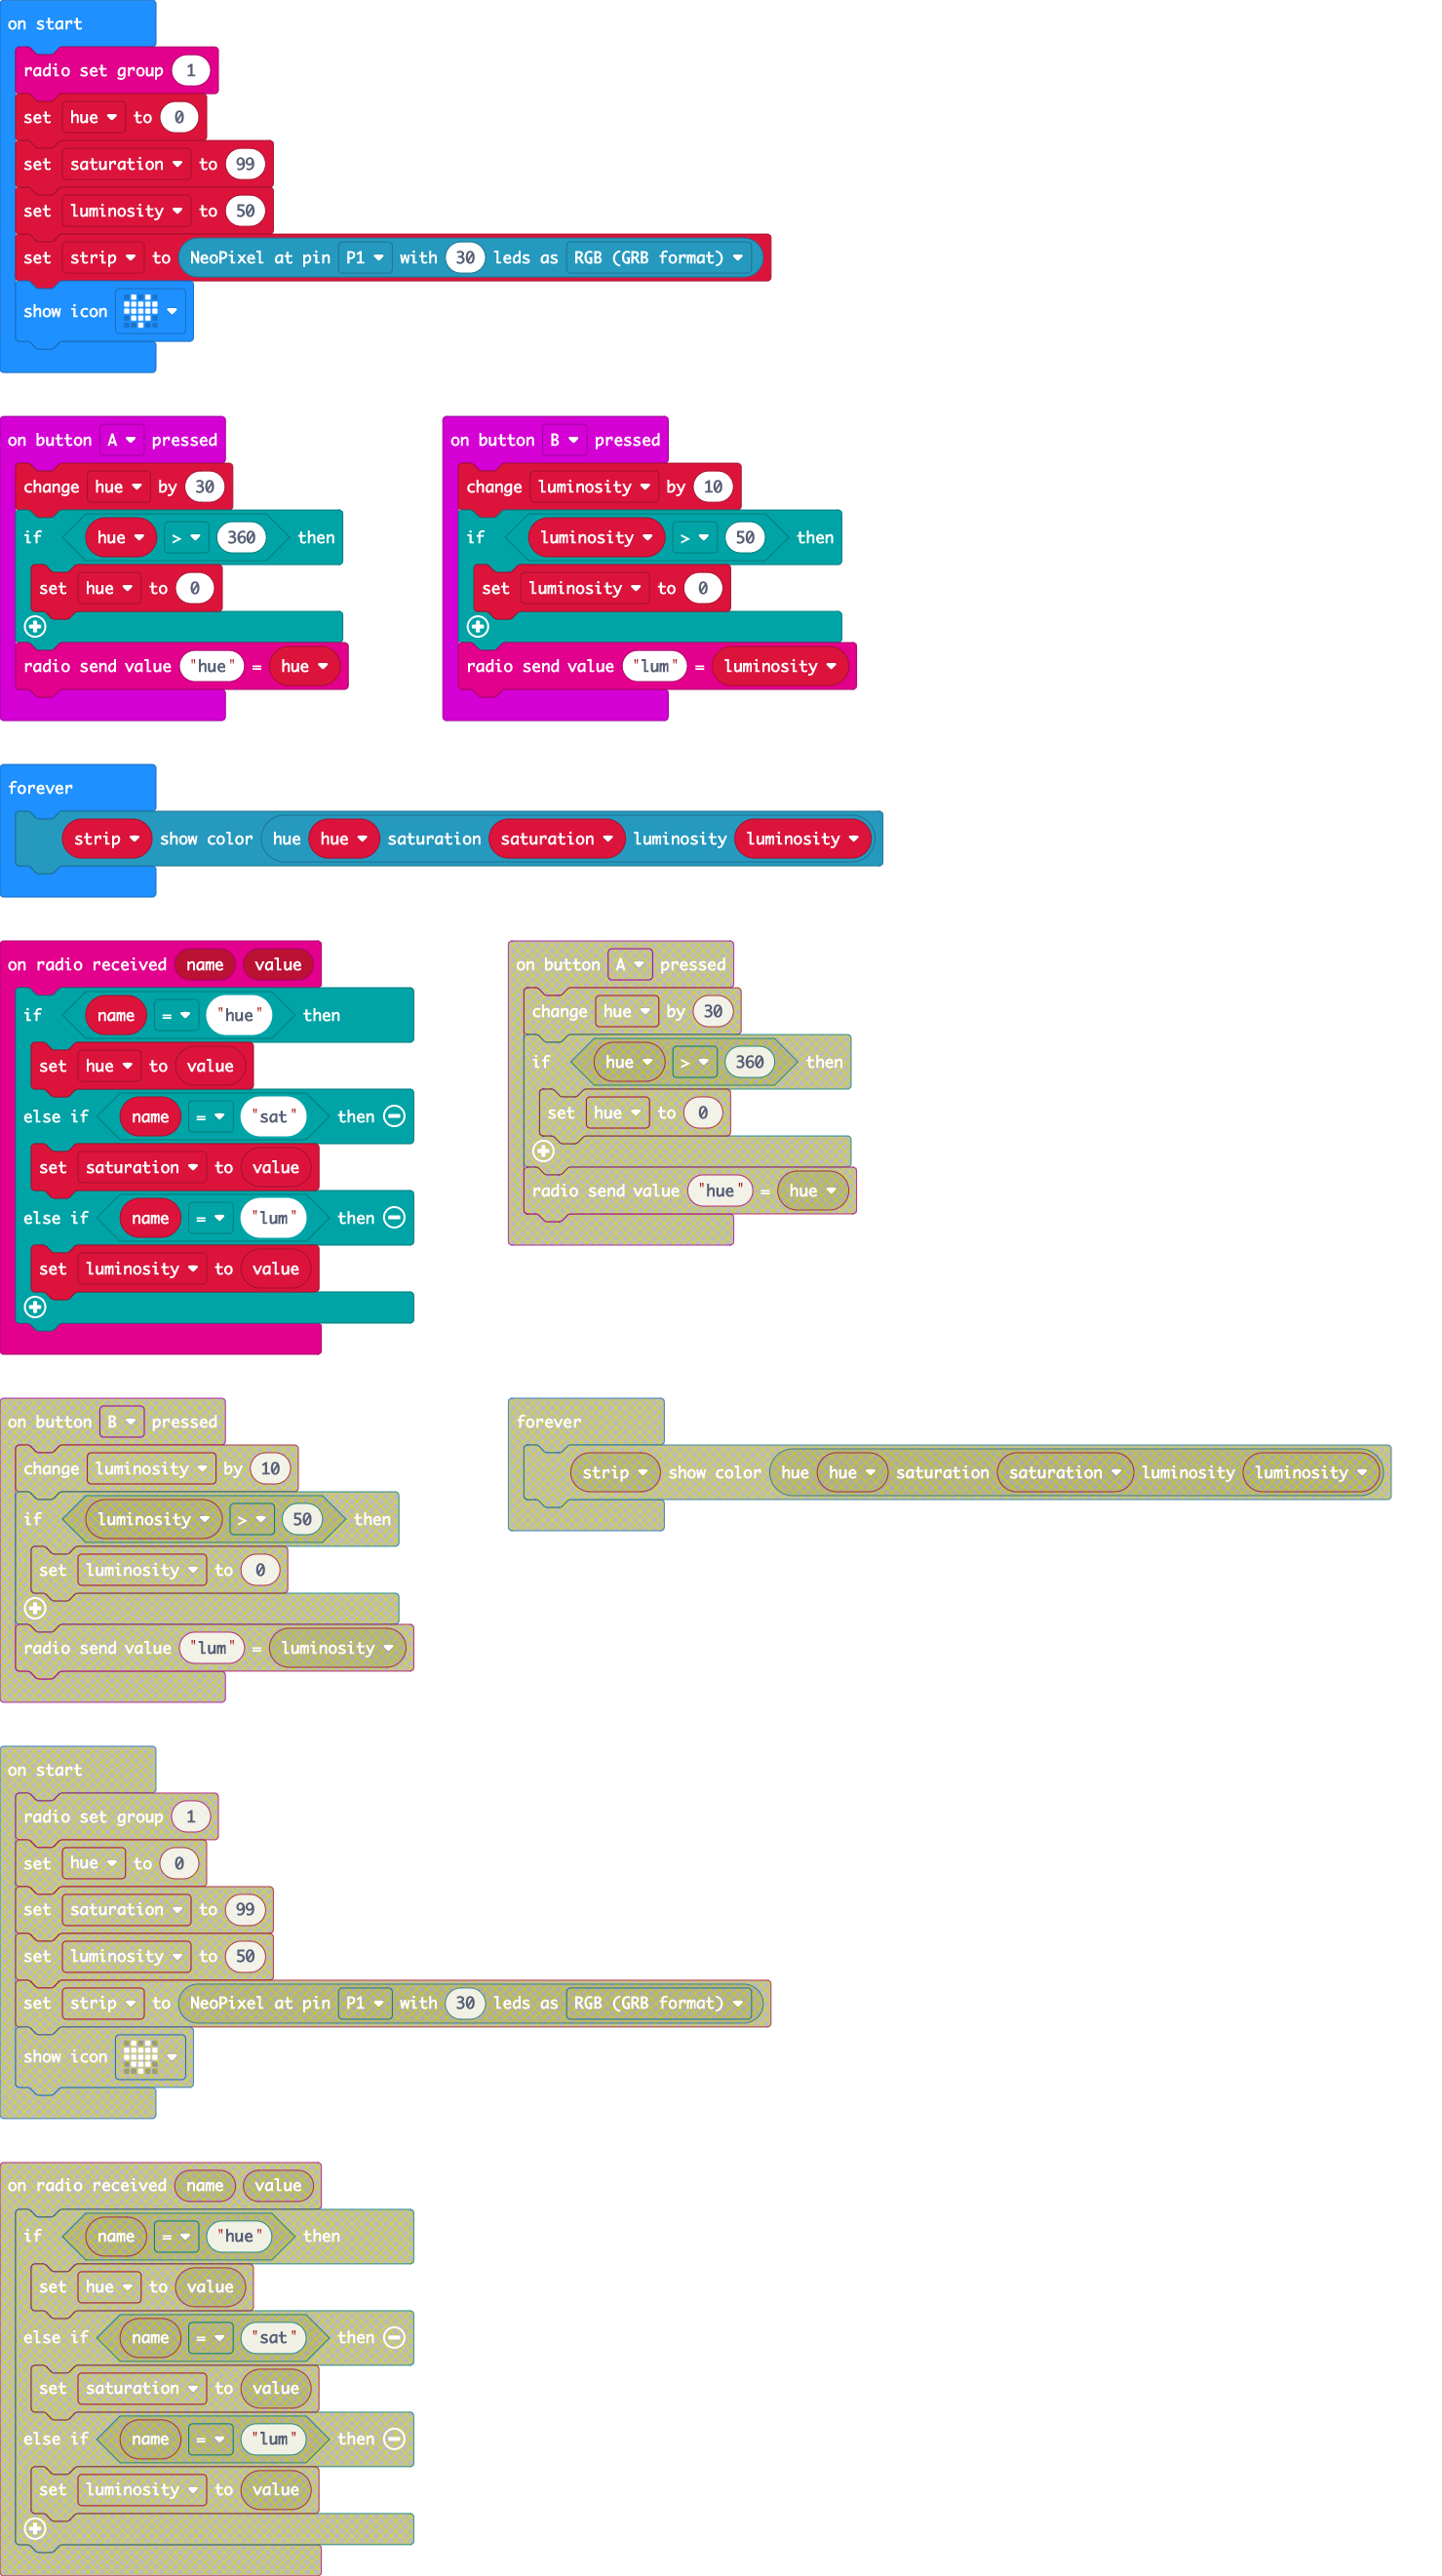 on start
radio set group 1
set hue to 0
set saturation to 99
set luminosity to 50
set strip to NeoPixel at pin P1 with 30 leds as RGB (GRB format)
show icon
on button A pressed
change hue by 30
if hue > 360 then
set hue to 0
radio send value "hue" = hue
on button B pressed
change luminosity by 10
if luminosity > 50 then
set luminosity to 0
radio send value "lum" = luminosity
forever
strip show color hue hue saturation saturation luminosity luminosity
on radio received name value
if name = "hue" then
set hue to value
else if name = "sat" then
set saturation to value
else if name = "lum" then
set luminosity to value
on button A pressed
change hue by 30
if hue > 360 then
set hue to 0
radio send value "hue" = hue
on button B pressed
change luminosity by 10
if luminosity > 50 then
set luminosity to 0
radio send value "lum" = luminosity
forever
strip show color hue hue saturation saturation luminosity luminosity
on start
radio set group 1
set hue to 0
set saturation to 99
set luminosity to 50
set strip to NeoPixel at pin P1 with 30 leds as RGB (GRB format)
show icon
on radio received name value
if name = "hue" then
set hue to value
else if name = "sat" then
set saturation to value
else if name = "lum" then
set luminosity to value